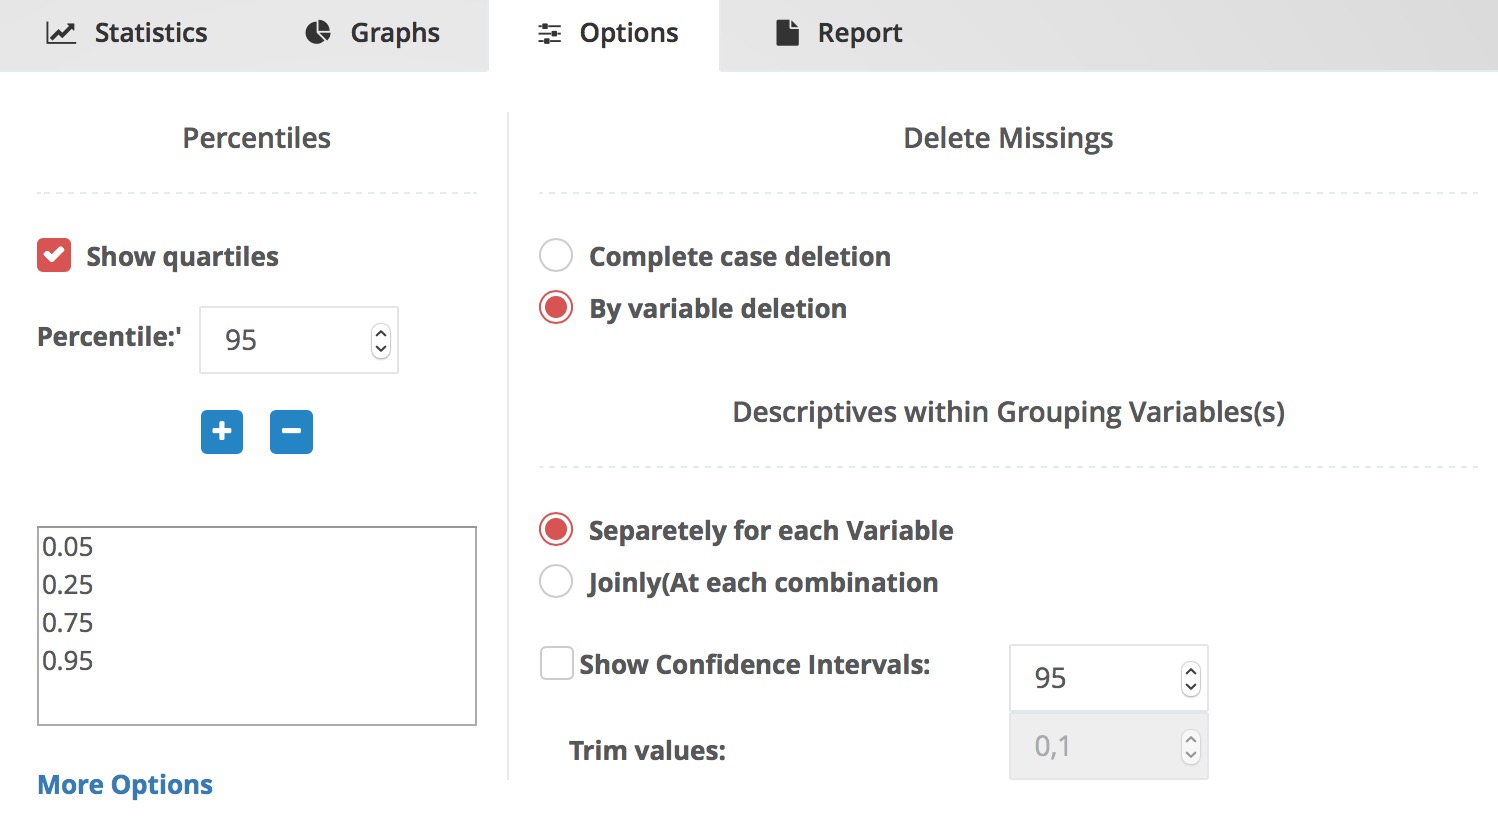 Statistics
Graphs
Options
Report
Percentiles
Show quartiles
Percentile:' 95
0.05
0.25
0.75
0.95
More Options
Delete Missings
Complete case deletion
By variable deletion
Descriptives within Grouping Variables(s)
Separetely for each Variable
Joinly(At each combination
Show Confidence Intervals: 95
Trim values: 0,1